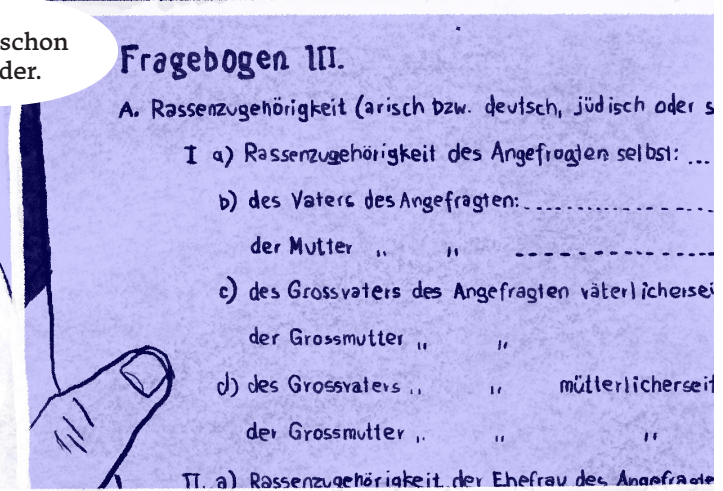 schon
der.
Fragebogen III.
A. Rassenzugehörigkeit (arisch bzw. deutsch, jüdisch oder s
I a) Rassenzugehörigkeit des Angefragten selbst: ...
b) des Vaters des Angefragten: ......................
der Mutter „ „ ......................
c) des Grossvaters des Angefragten väterlichersei
der Grossmutter „ „
d) des Grossvaters „ „ mütterlicherseit
der Grossmutter „ „ „
II. a) Rassenzugehörigkeit der Ehefrau des Angefragte